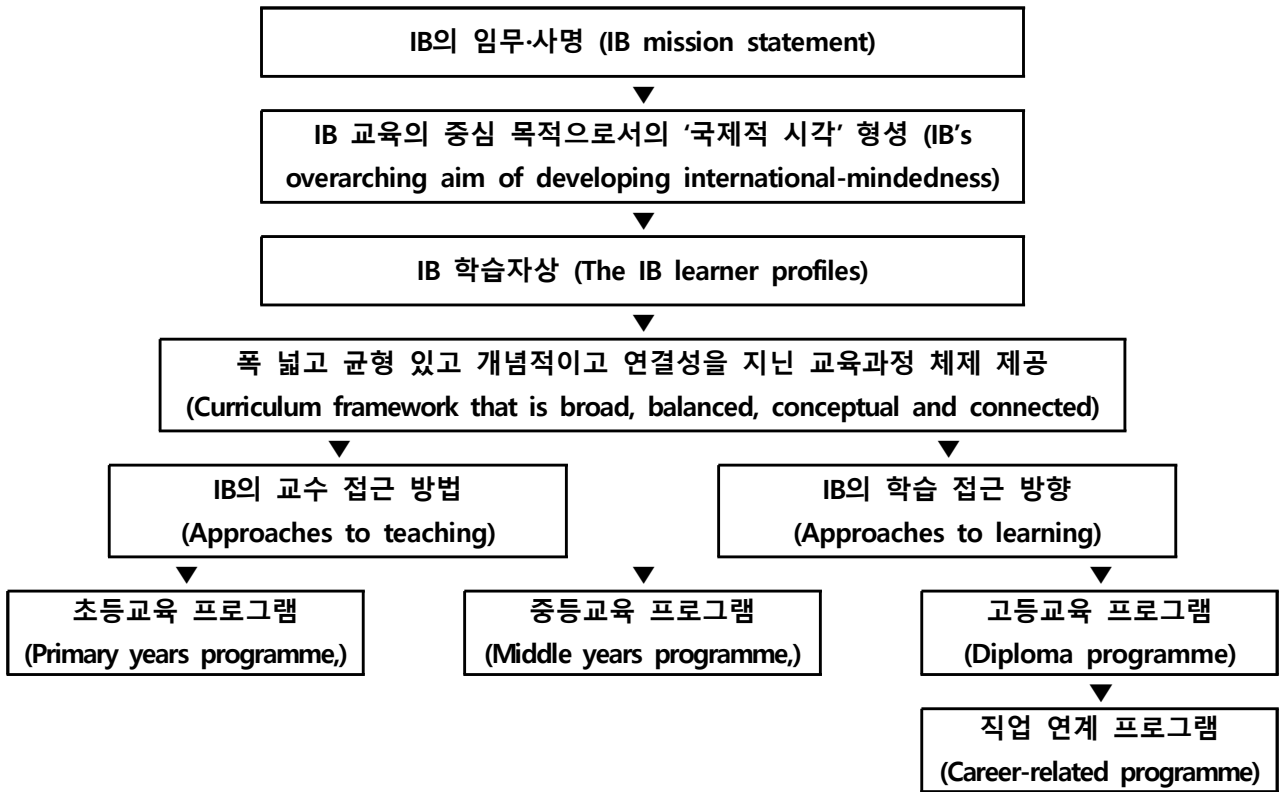 IB의 임무·사명 (IB mission statement)
▼
IB 교육의 중심 목적으로서의 ‘국제적 시각’ 형성 (IB’s
overarching aim of developing international-mindedness)
▼
IB 학습자상 (The IB learner profiles)
▼
폭 넓고 균형 있고 개념적이고 연결성을 지닌 교육과정 체제 제공
(Curriculum framework that is broad, balanced, conceptual and connected)
▼ ▼
IB의 교수 접근 방법
(Approaches to teaching)
IB의 학습 접근 방향
(Approaches to learning)
▼ ▼ ▼
초등교육 프로그램
(Primary years programme,)
중등교육 프로그램
(Middle years programme,)
고등교육 프로그램
(Diploma programme)
▼
직업 연계 프로그램
(Career-related programme)